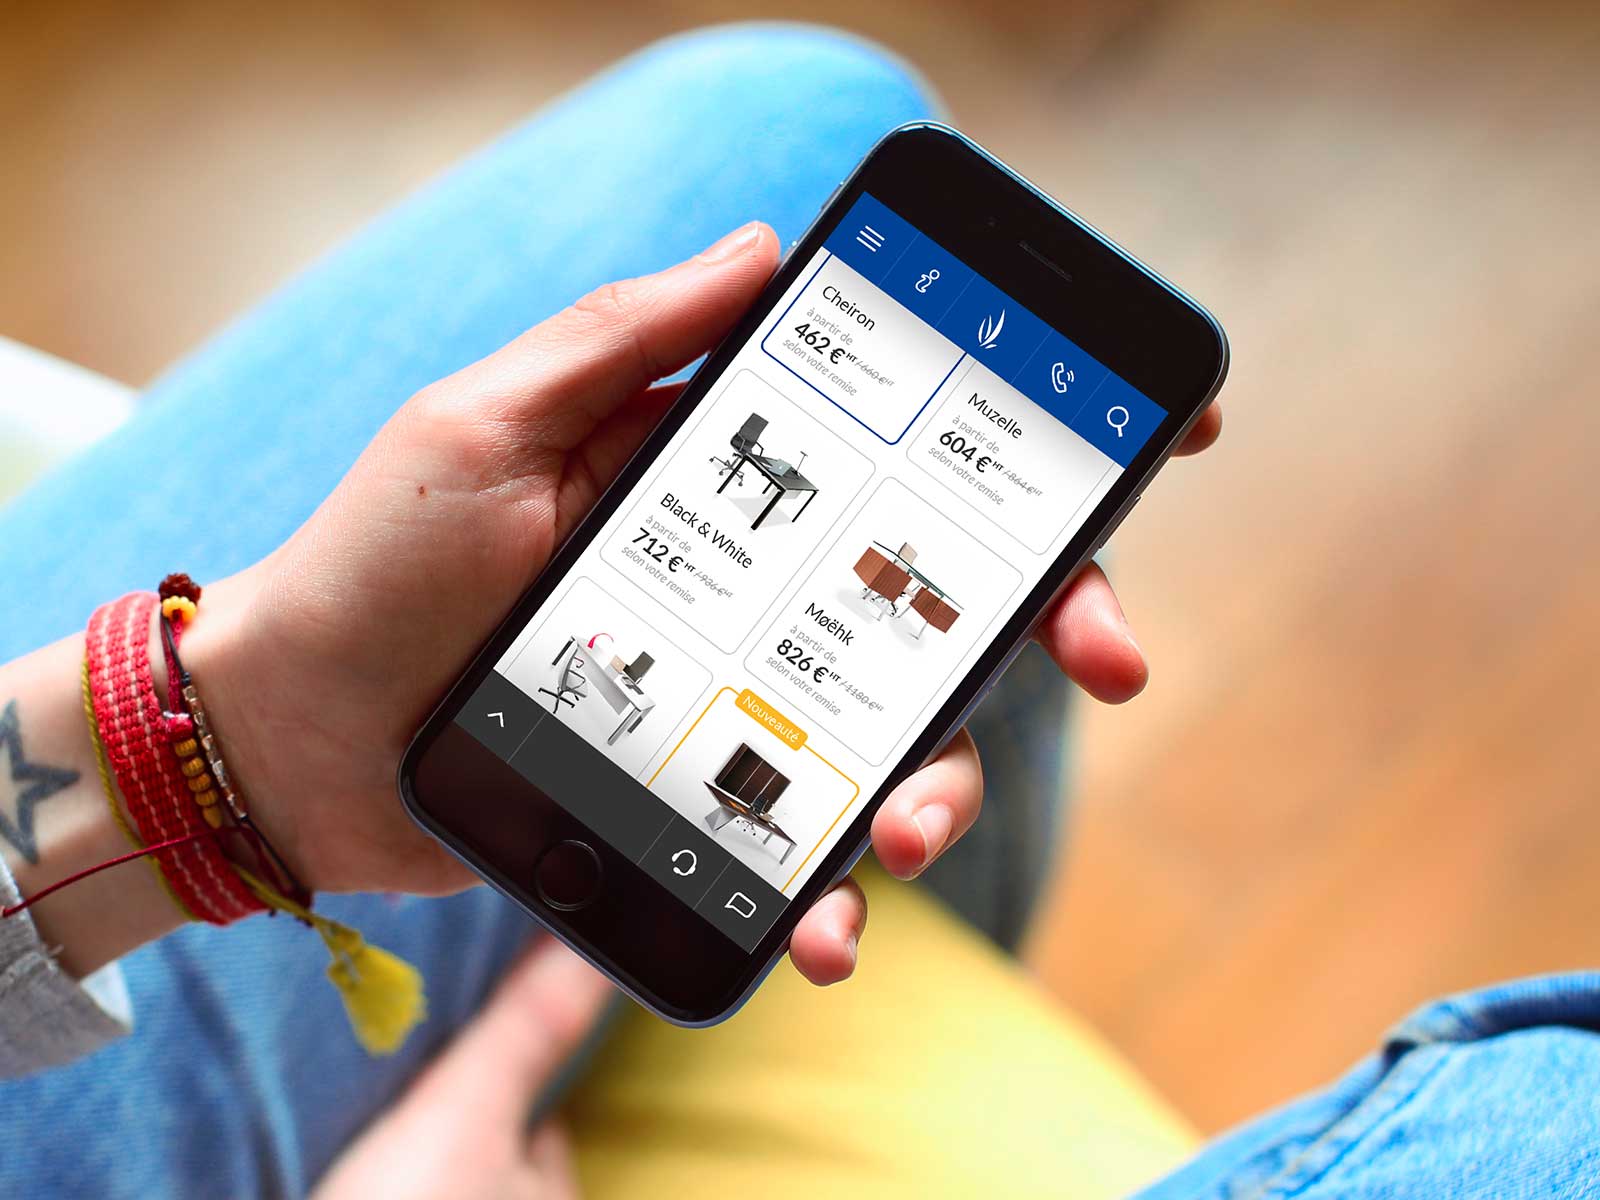 Cheiron
à partir de
462 € HT / 660 € HT
selon votre remise
Muzelle
à partir de
604 € HT / 864 € HT
selon votre remise
Black & White
à partir de
712 € HT / 936 € HT
selon votre remise
Møëhk
à partir de
826 € HT / 1180 € HT
selon votre remise
Nouveauté